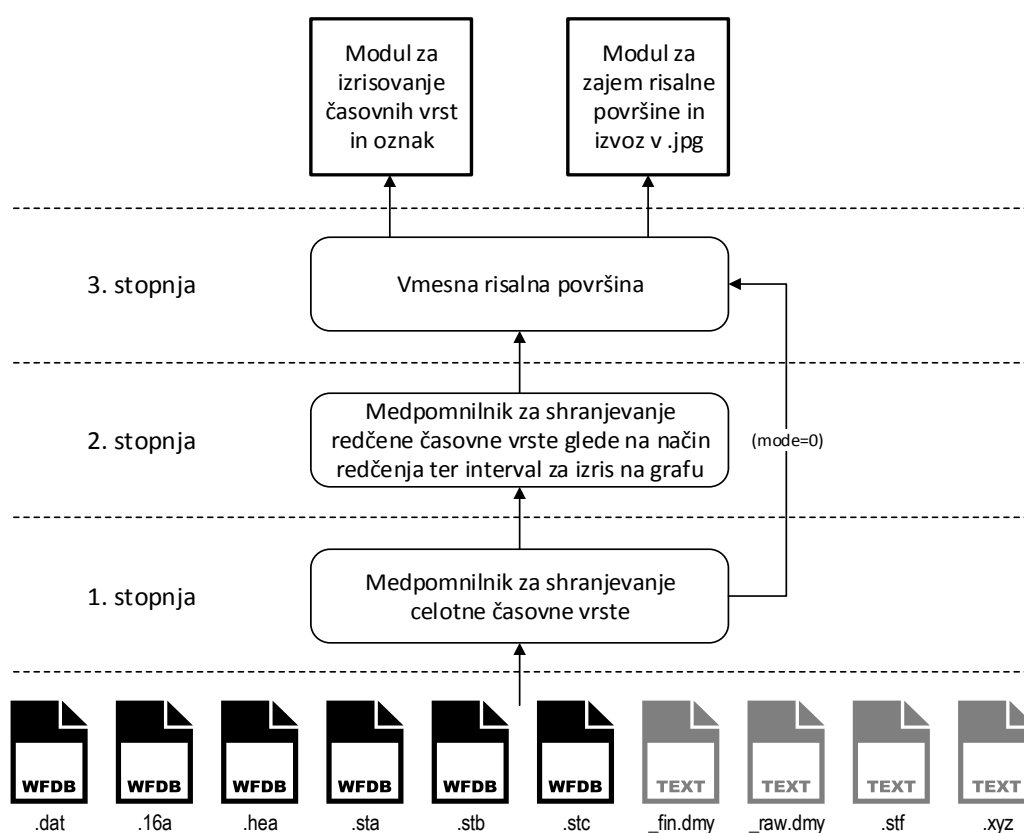 Modul za
izrisovanje
časovnih vrst
in oznak
Modul za
zajem risalne
površine in
izvoz v .jpg
3. stopnja
Vmesna risalna površina
2. stopnja
Medpomnilnik za shranjevanje
redčene časovne vrste glede na način
redčenja ter interval za izris na grafu
(mode=0)
1. stopnja
Medpomnilnik za shranjevanje
celotne časovne vrste
WFDB
WFDB
WFDB
WFDB
WFDB
WFDB
TEXT
TEXT
TEXT
TEXT
.dat
.16a
.hea
.sta
.stb
.stc
_fin.dmy
_raw.dmy
.stf
.xyz